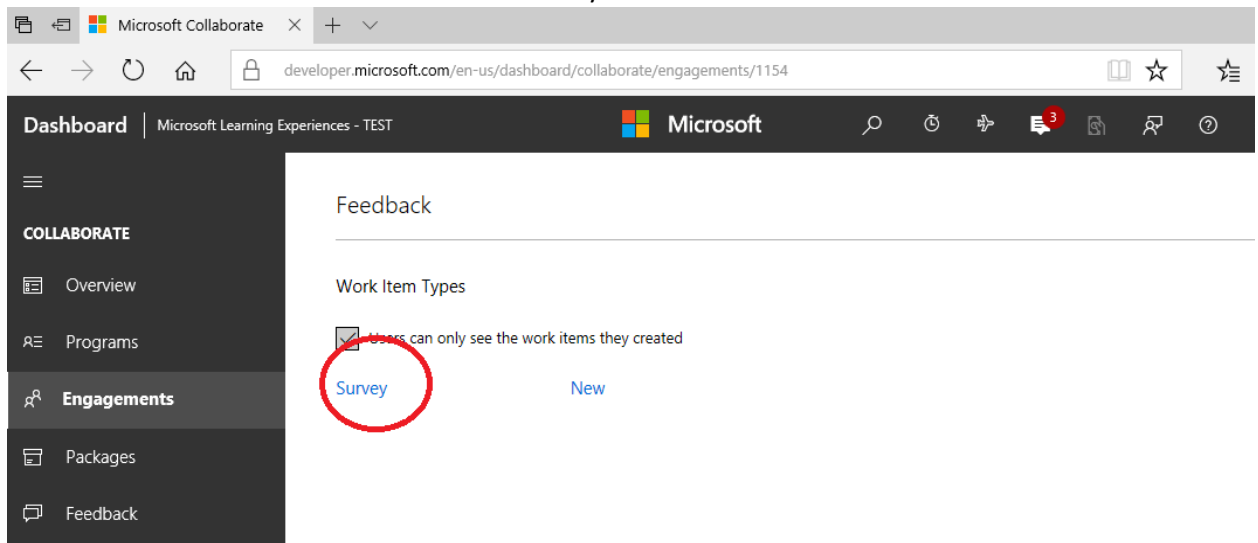 Microsoft Collaborate
developer.microsoft.com/en-us/dashboard/collaborate/engagements/1154
Dashboard | Microsoft Learning Experiences - TEST Microsoft 3
Feedback
COLLABORATE
Overview
Work Item Types
Programs
Users can only see the work items they created
Engagements
Survey New
Packages
Feedback